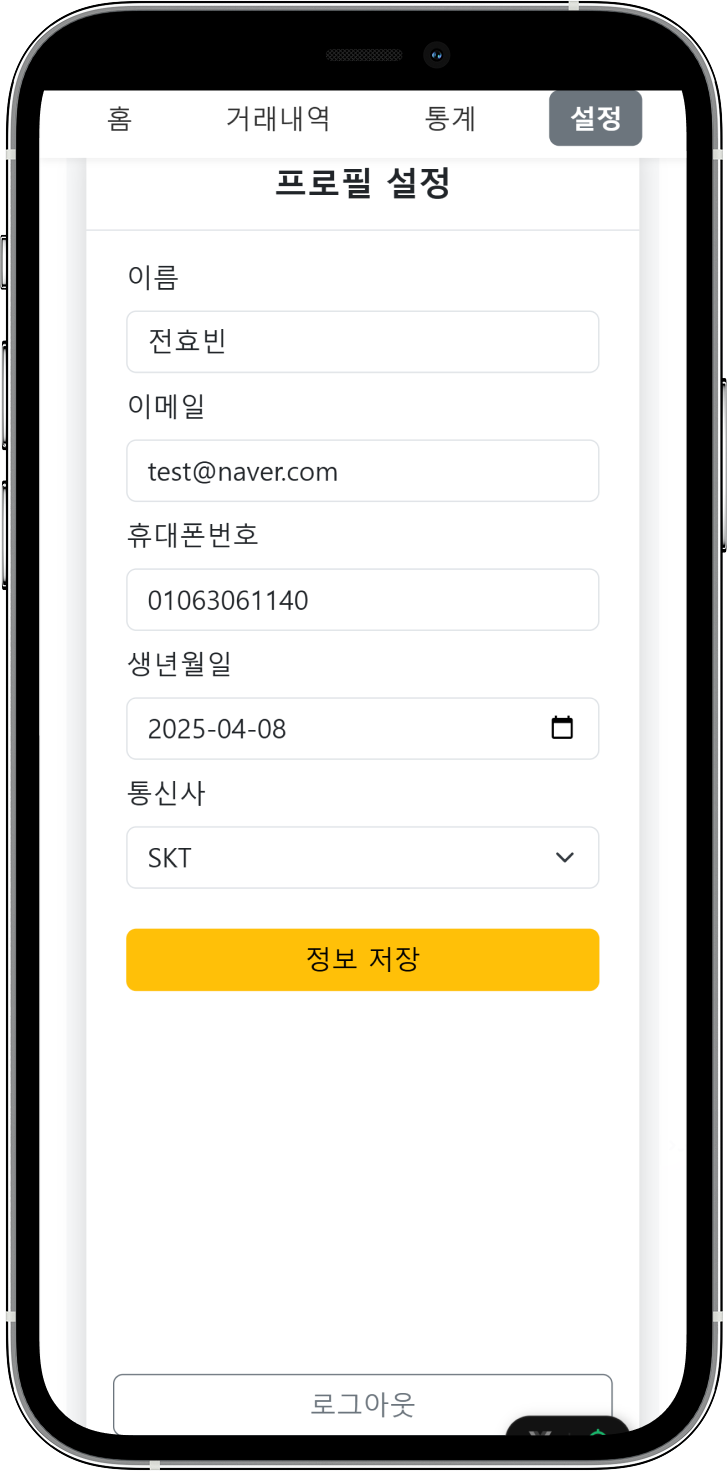 홈 거래내역 통계 설정
프로필 설정
이름
전효빈
이메일
test@naver.com
휴대폰번호
01063061140
생년월일
2025-04-08
통신사
SKT
정보 저장
로그아웃